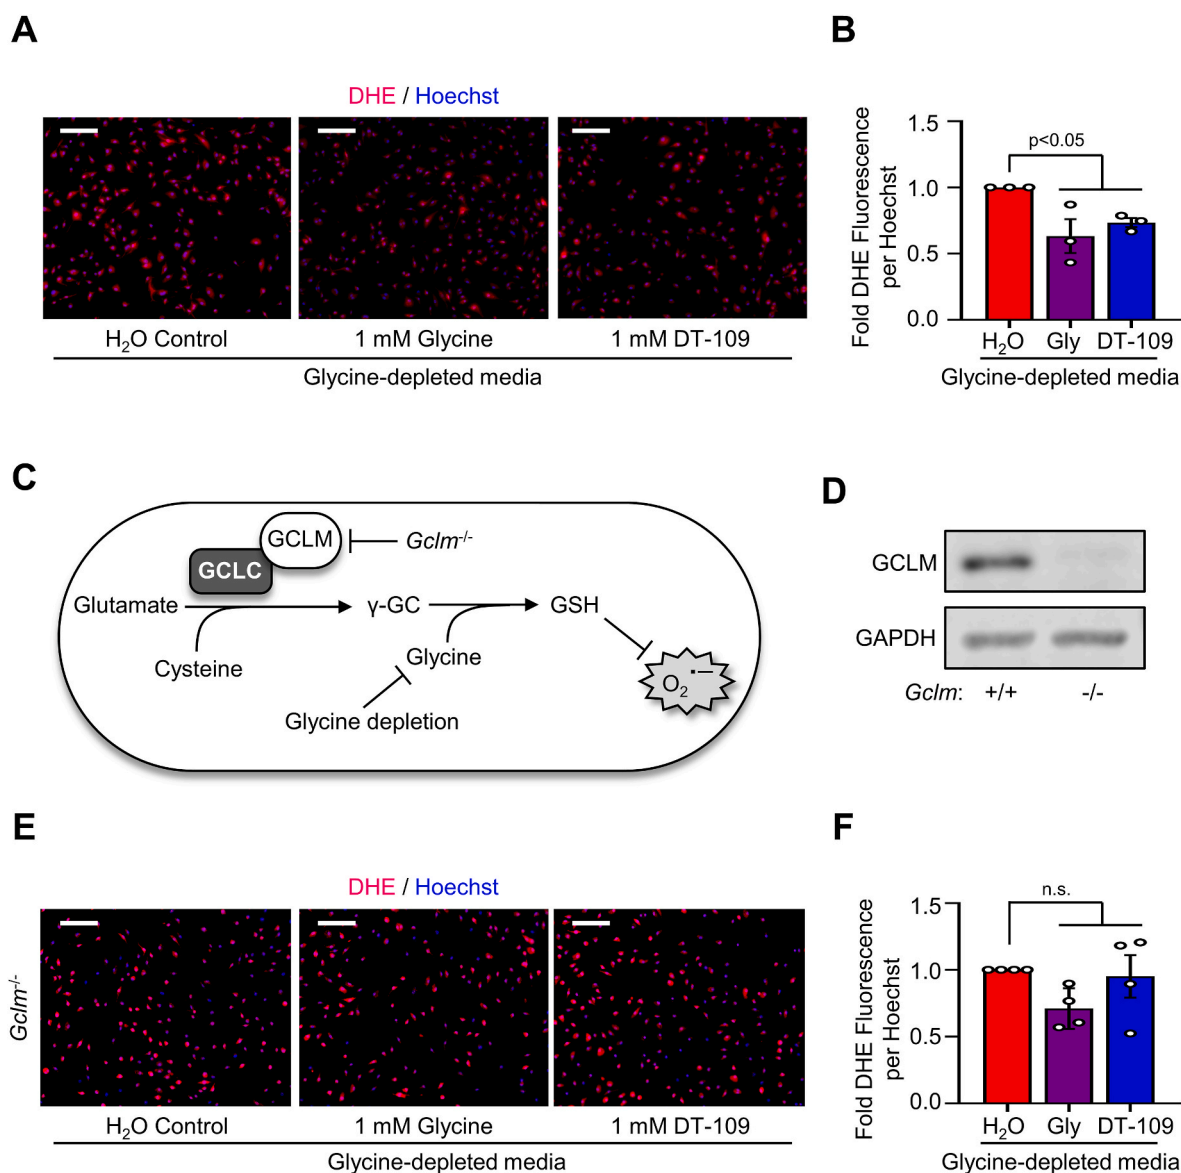 A
DHE / Hoechst
H₂O Control
1 mM Glycine
1 mM DT-109
Glycine-depleted media
B
Fold DHE Fluorescence
per Hoechst
1.5
1.0
0.5
0.0
p<0.05
H₂O Gly DT-109
Glycine-depleted media
C
GCLM
Gclm-/-
GCLC
Glutamate
γ-GC
GSH
Cysteine
Glycine
O₂•−
Glycine depletion
D
GCLM
GAPDH
Gclm: +/+ -/-
E
DHE / Hoechst
Gclm-/-
H₂O Control
1 mM Glycine
1 mM DT-109
Glycine-depleted media
F
Fold DHE Fluorescence
per Hoechst
1.5
1.0
0.5
0.0
n.s.
H₂O Gly DT-109
Glycine-depleted media